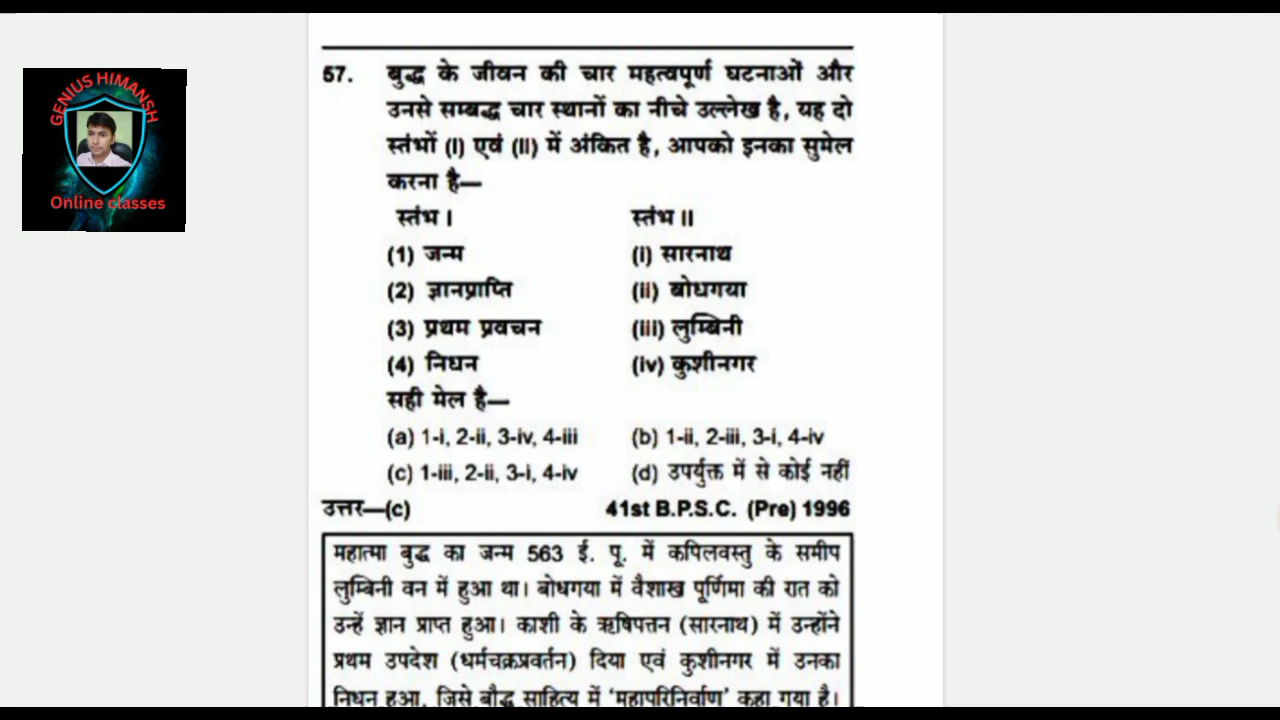 GENIUS HIMANSH
Online classes
57. बुद्ध के जीवन की चार महत्वपूर्ण घटनाओं और
उनसे सम्बद्ध चार स्थानों का नीचे उल्लेख है, यह दो
स्तंभों (I) एवं (II) में अंकित है, आपको इनका सुमेल
करना है—
स्तंभ I स्तंभ II
(1) जन्म (i) सारनाथ
(2) ज्ञानप्राप्ति (ii) बोधगया
(3) प्रथम प्रवचन (iii) लुम्बिनी
(4) निधन (iv) कुशीनगर
सही मेल है—
(a) 1-i, 2-ii, 3-iv, 4-iii (b) 1-ii, 2-iii, 3-i, 4-iv
(c) 1-iii, 2-ii, 3-i, 4-iv (d) उपर्युक्त में से कोई नहीं
उत्तर—(c) 41st B.P.S.C. (Pre) 1996
महात्मा बुद्ध का जन्म 563 ई. पू. में कपिलवस्तु के समीप
लुम्बिनी वन में हुआ था। बोधगया में वैशाख पूर्णिमा की रात को
उन्हें ज्ञान प्राप्त हुआ। काशी के ऋषिपत्तन (सारनाथ) में उन्होंने
प्रथम उपदेश (धर्मचक्रप्रवर्तन) दिया एवं कुशीनगर में उनका
निधन हुआ, जिसे बौद्ध साहित्य में ‘महापरिनिर्वाण’ कहा गया है।